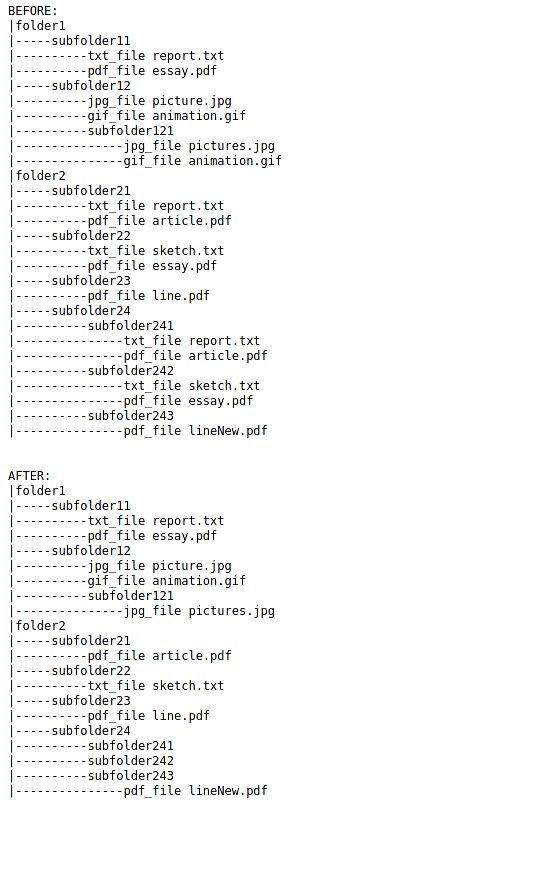 BEFORE:
|folder1
|-----subfolder11
|----------txt_file report.txt
|----------pdf_file essay.pdf
|-----subfolder12
|----------jpg_file picture.jpg
|----------gif_file animation.gif
|----------subfolder121
|---------------jpg_file pictures.jpg
|---------------gif_file animation.gif
|folder2
|-----subfolder21
|----------txt_file report.txt
|----------pdf_file article.pdf
|-----subfolder22
|----------txt_file sketch.txt
|----------pdf_file essay.pdf
|-----subfolder23
|----------pdf_file line.pdf
|-----subfolder24
|----------subfolder241
|---------------txt_file report.txt
|---------------pdf_file article.pdf
|----------subfolder242
|---------------txt_file sketch.txt
|---------------pdf_file essay.pdf
|----------subfolder243
|---------------pdf_file lineNew.pdf
AFTER:
|folder1
|-----subfolder11
|----------txt_file report.txt
|----------pdf_file essay.pdf
|-----subfolder12
|----------jpg_file picture.jpg
|----------gif_file animation.gif
|----------subfolder121
|---------------jpg_file pictures.jpg
|folder2
|-----subfolder21
|----------pdf_file article.pdf
|-----subfolder22
|----------txt_file sketch.txt
|-----subfolder23
|----------pdf_file line.pdf
|-----subfolder24
|----------subfolder241
|----------subfolder242
|----------subfolder243
|---------------pdf_file lineNew.pdf